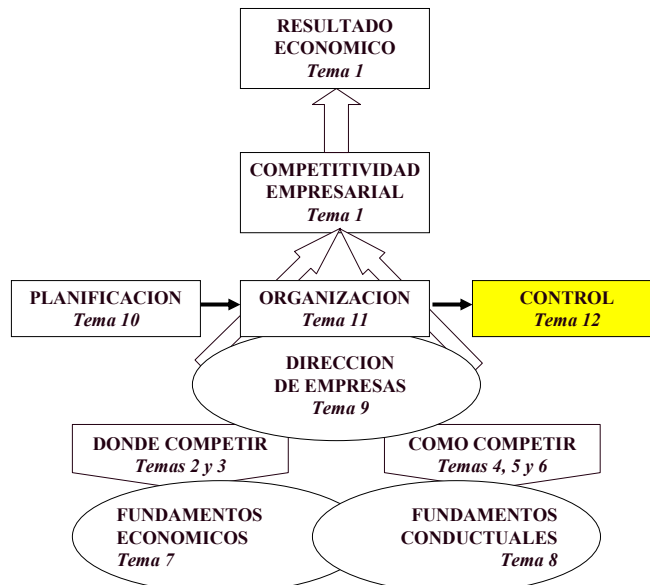 RESULTADO
ECONOMICO
Tema 1
COMPETITIVIDAD
EMPRESARIAL
Tema 1
PLANIFICACION
Tema 10
ORGANIZACION
Tema 11
CONTROL
Tema 12
DIRECCION
DE EMPRESAS
Tema 9
DONDE COMPETIR
Temas 2 y 3
COMO COMPETIR
Temas 4, 5 y 6
FUNDAMENTOS
ECONOMICOS
Tema 7
FUNDAMENTOS
CONDUCTUALES
Tema 8